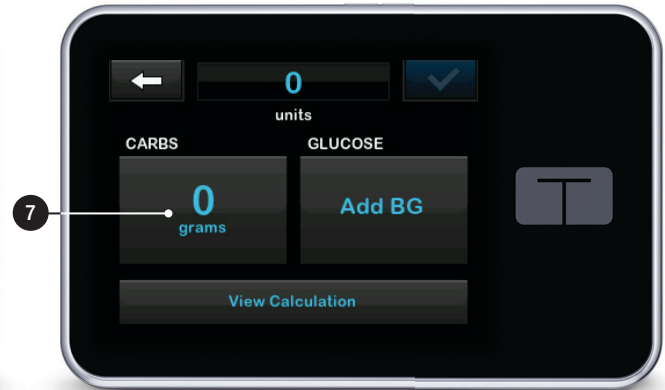 0
units
CARBS
GLUCOSE
0
grams
Add BG
7
View Calculation